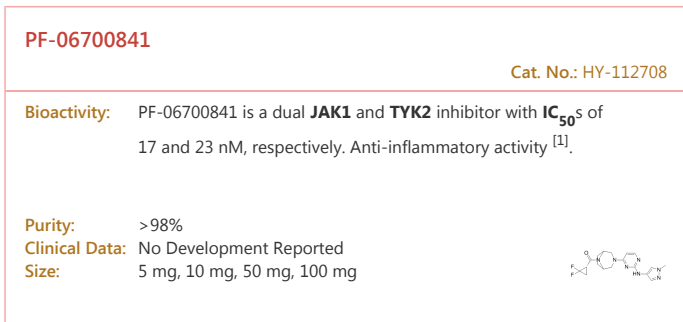 PF-06700841
Cat. No.: HY-112708
Bioactivity: PF-06700841 is a dual JAK1 and TYK2 inhibitor with IC50s of
17 and 23 nM, respectively. Anti-inflammatory activity [1].
Purity: >98%
Clinical Data: No Development Reported
Size: 5 mg, 10 mg, 50 mg, 100 mg